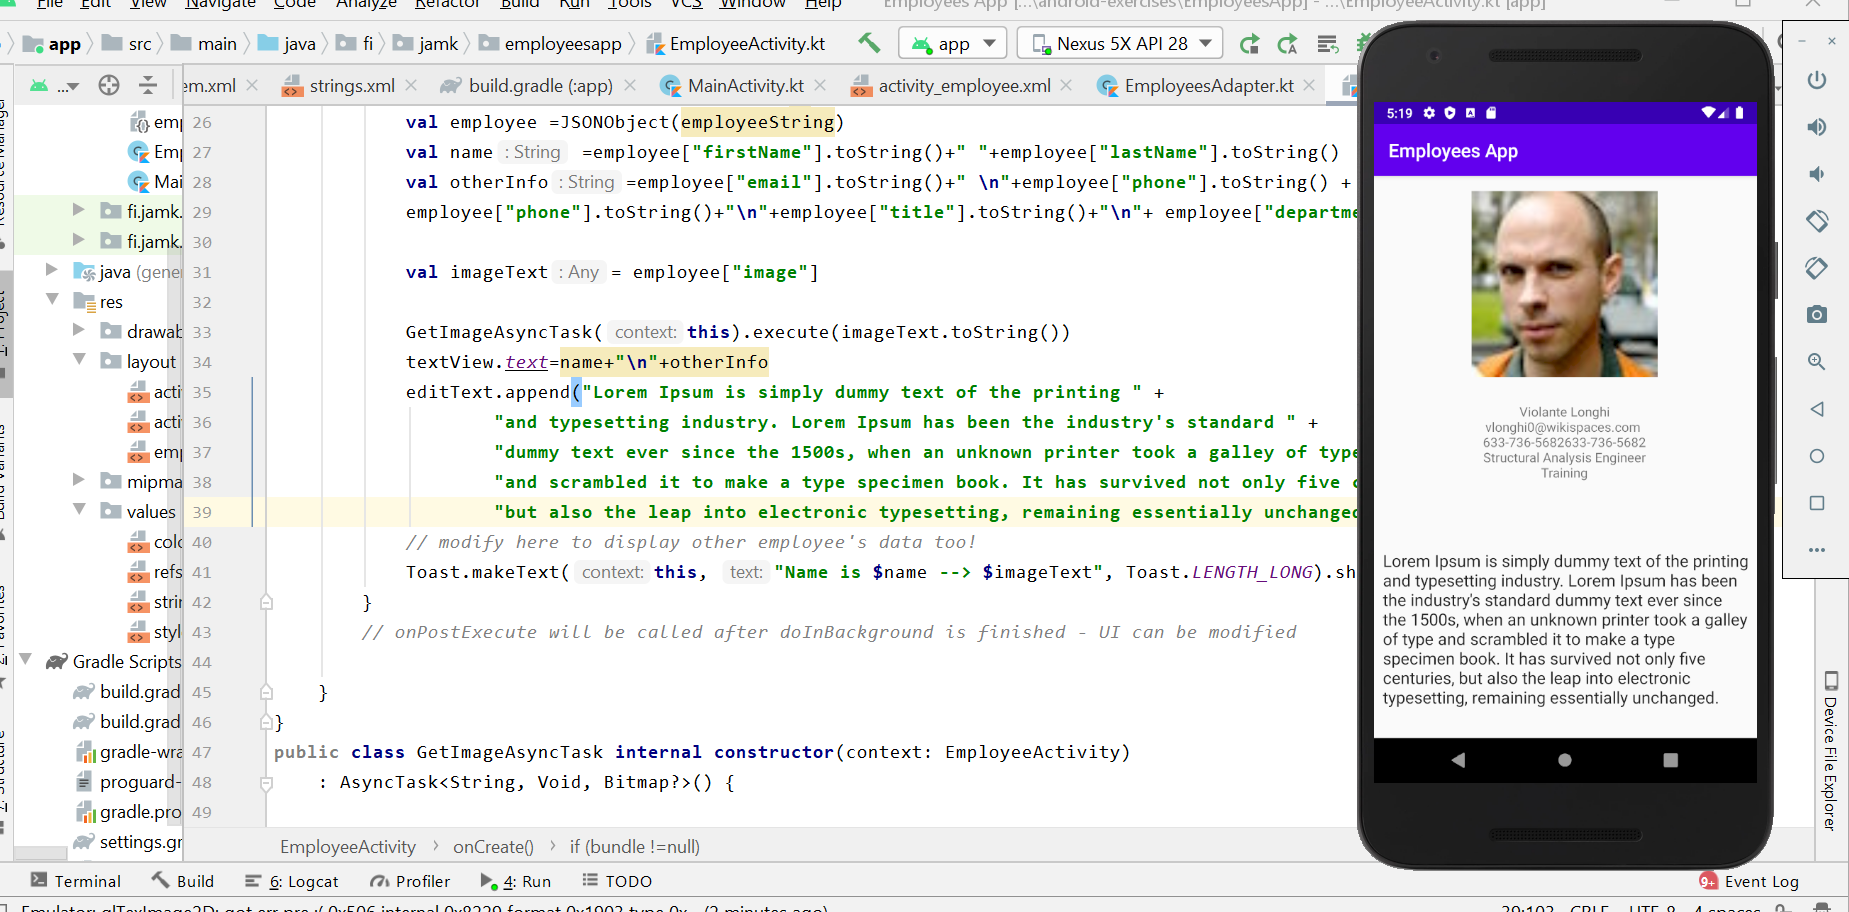 File Edit View Navigate Code Analyze Refactor Build Run Tools VCS Window Help Employees App [...\android-exercises\EmployeesApp] - ...\EmployeeActivity.kt [app]
app src main java fi jamk employeesapp EmployeeActivity.kt app Nexus 5X API 28
... em.xml strings.xml build.gradle (:app) MainActivity.kt activity_employee.xml EmployeesAdapter.kt
Resource Manager
1: Project
Build Variants
2: Favorites
Z: Structure
emp
Emp
Mai
fi.jamk.
fi.jamk.
java (gene
res
drawab
layout
acti
acti
emp
mipma
values
colo
refs
strin
styl
Gradle Scripts
build.grad
build.grad
gradle-wra
proguard-
gradle.pro
settings.gr
26 val employee =JSONObject(employeeString)
27 val name : String =employee["firstName"].toString()+" "+employee["lastName"].toString()
28 val otherInfo : String =employee["email"].toString()+" \n"+employee["phone"].toString() +
29 employee["phone"].toString()+"\n"+employee["title"].toString()+"\n"+ employee["departme
30
31 val imageText : Any = employee["image"]
32
33 GetImageAsyncTask( context: this).execute(imageText.toString())
34 textView.text=name+"\n"+otherInfo
35 editText.append("Lorem Ipsum is simply dummy text of the printing " +
36 "and typesetting industry. Lorem Ipsum has been the industry's standard " +
37 "dummy text ever since the 1500s, when an unknown printer took a galley of type
38 "and scrambled it to make a type specimen book. It has survived not only five c
39 "but also the leap into electronic typesetting, remaining essentially unchanged
40 // modify here to display other employee's data too!
41 Toast.makeText( context: this, text: "Name is $name --> $imageText", Toast.LENGTH_LONG).sh
42 }
43 // onPostExecute will be called after doInBackground is finished - UI can be modified
44
45 }
46 }
47 public class GetImageAsyncTask internal constructor(context: EmployeeActivity)
48 : AsyncTask<String, Void, Bitmap?>() {
49
EmployeeActivity › onCreate() › if (bundle !=null)
5:19
Employees App
Violante Longhi
vlonghi0@wikispaces.com
633-736-5682633-736-5682
Structural Analysis Engineer
Training
Lorem Ipsum is simply dummy text of the printing
and typesetting industry. Lorem Ipsum has been
the industry's standard dummy text ever since
the 1500s, when an unknown printer took a galley
of type and scrambled it to make a type
specimen book. It has survived not only five
centuries, but also the leap into electronic
typesetting, remaining essentially unchanged.
Device File Explorer
Terminal Build 6: Logcat Profiler 4: Run TODO 9+ Event Log
Emulator: glTexImage2D: got err pre :( 0x506 internal 0x8229 format 0x1903 type 0x... (2 minutes ago) 39:103 CRLF UTF-8 4 spaces